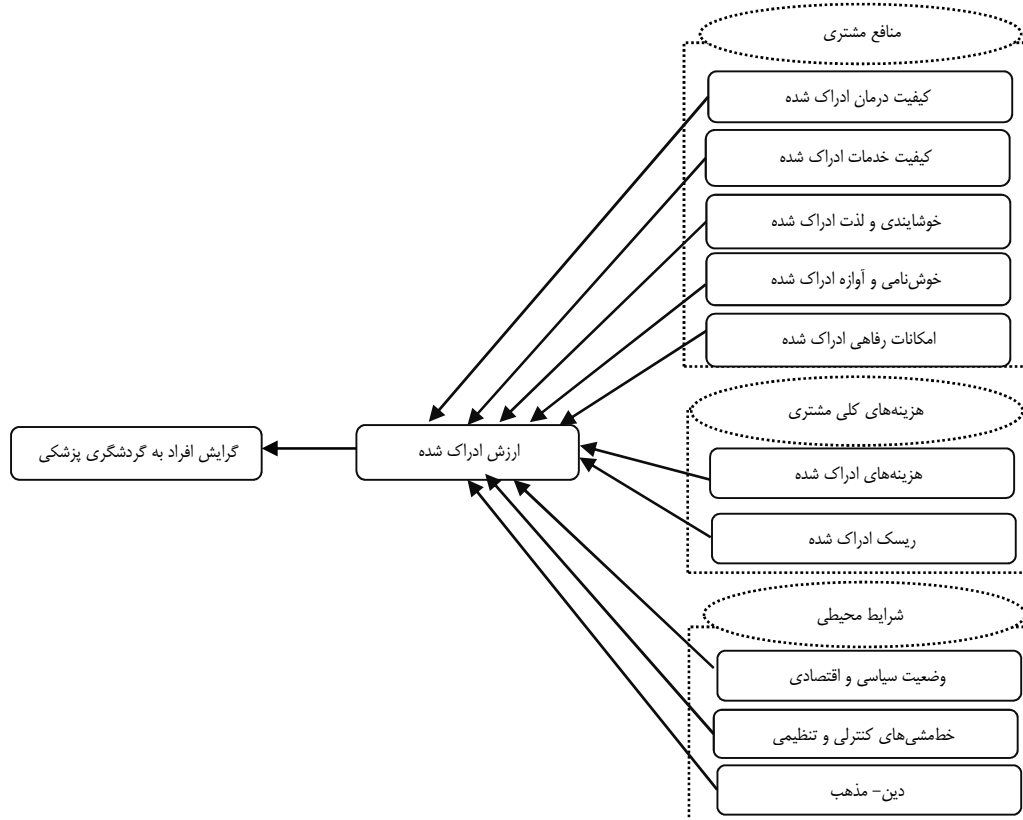 منافع مشتری
کیفیت درمان ادراک شده
کیفیت خدمات ادراک شده
خوشایندی و لذت ادراک شده
خوش‌نامی و آوازه ادراک شده
امکانات رفاهی ادراک شده
هزینه‌های کلی مشتری
هزینه‌های ادراک شده
ریسک ادراک شده
شرایط محیطی
وضعیت سیاسی و اقتصادی
خط‌مشی‌های کنترلی و تنظیمی
دین- مذهب
ارزش ادراک شده
گرایش افراد به گردشگری پزشکی